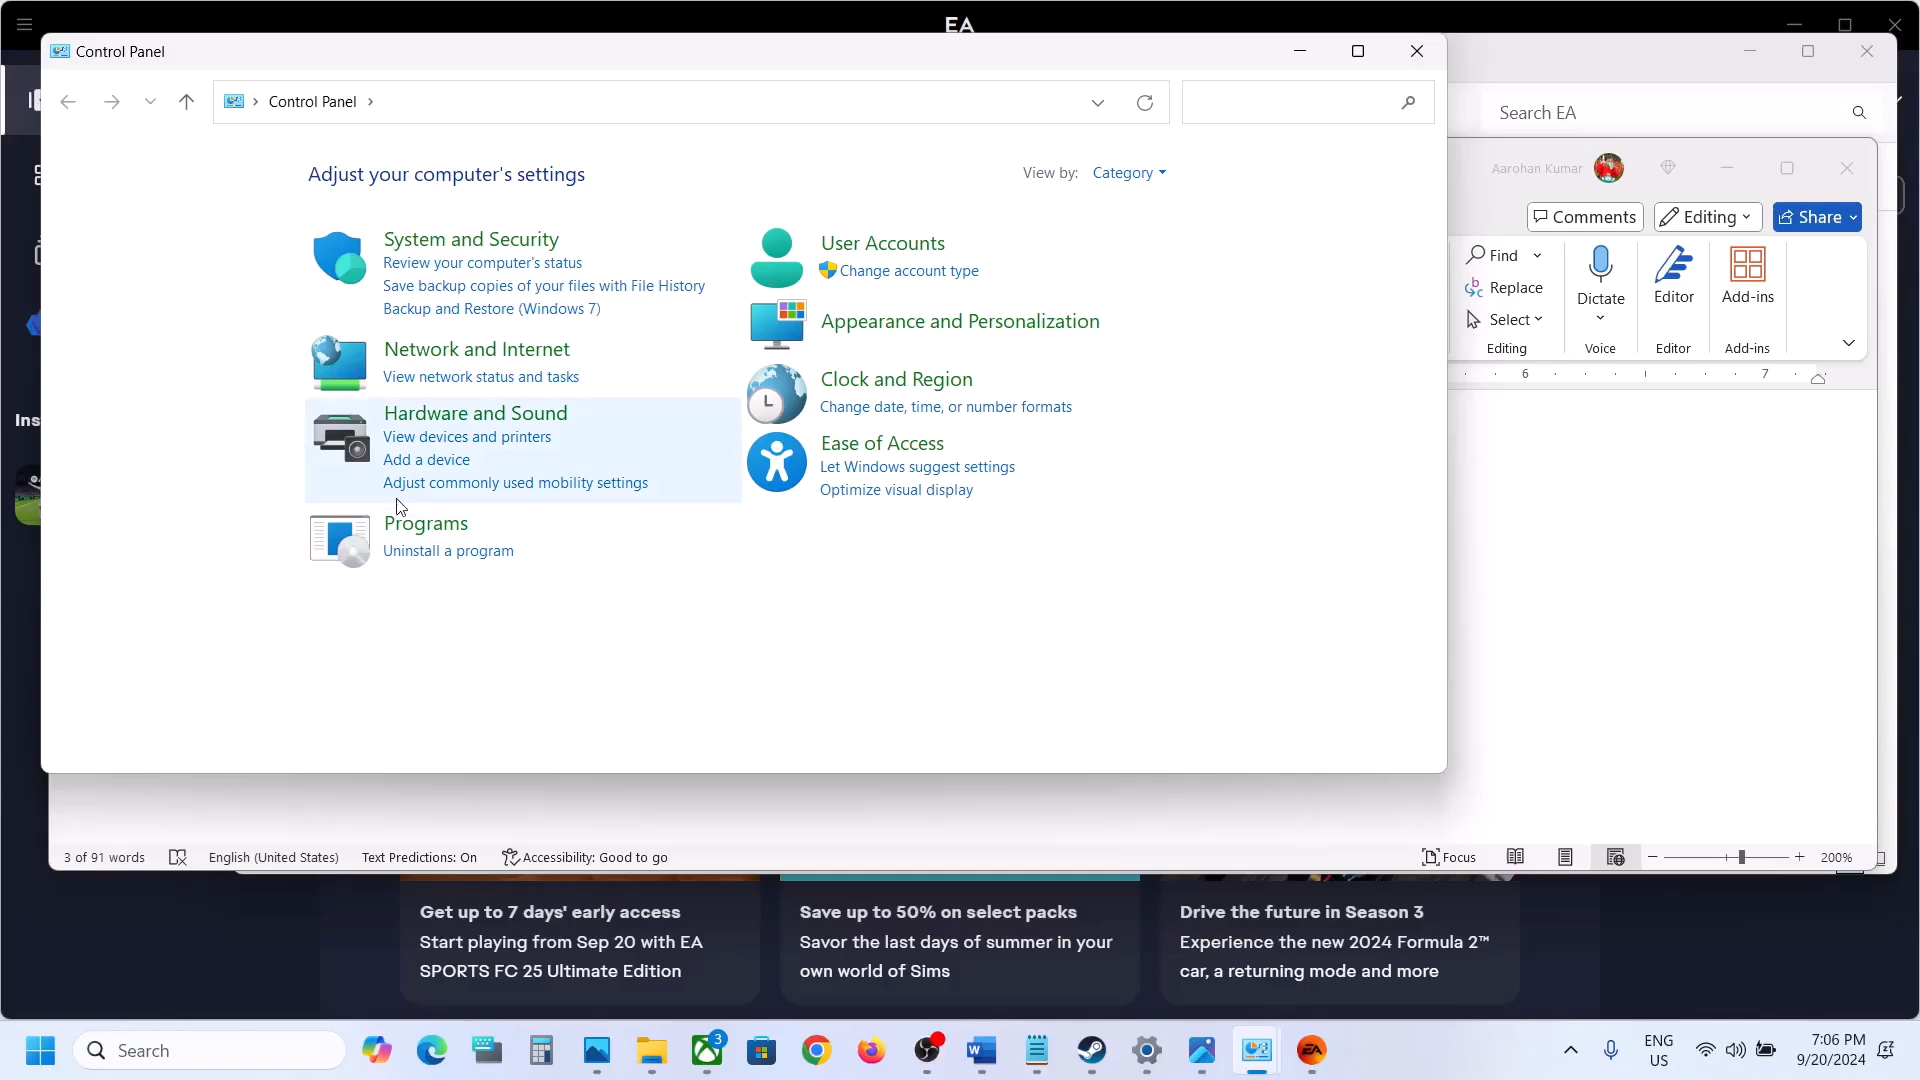 EA
Control Panel
Control Panel
Search EA
Adjust your computer's settings
View by: Category
System and Security
Review your computer's status
Save backup copies of your files with File History
Backup and Restore (Windows 7)
Network and Internet
View network status and tasks
Hardware and Sound
View devices and printers
Add a device
Adjust commonly used mobility settings
Programs
Uninstall a program
User Accounts
Change account type
Appearance and Personalization
Clock and Region
Change date, time, or number formats
Ease of Access
Let Windows suggest settings
Optimize visual display
Aarohan Kumar
Comments
Editing
Share
Find
Replace
Select
Editing
Dictate
Voice
Editor
Editor
Add-ins
Add-ins
6
7
Ins
3 of 91 words
English (United States)
Text Predictions: On
Accessibility: Good to go
Focus
200%
Get up to 7 days' early access
Start playing from Sep 20 with EA
SPORTS FC 25 Ultimate Edition
Save up to 50% on select packs
Savor the last days of summer in your
own world of Sims
Drive the future in Season 3
Experience the new 2024 Formula 2™
car, a returning mode and more
Search
3
EA
ENG
US
7:06 PM
9/20/2024